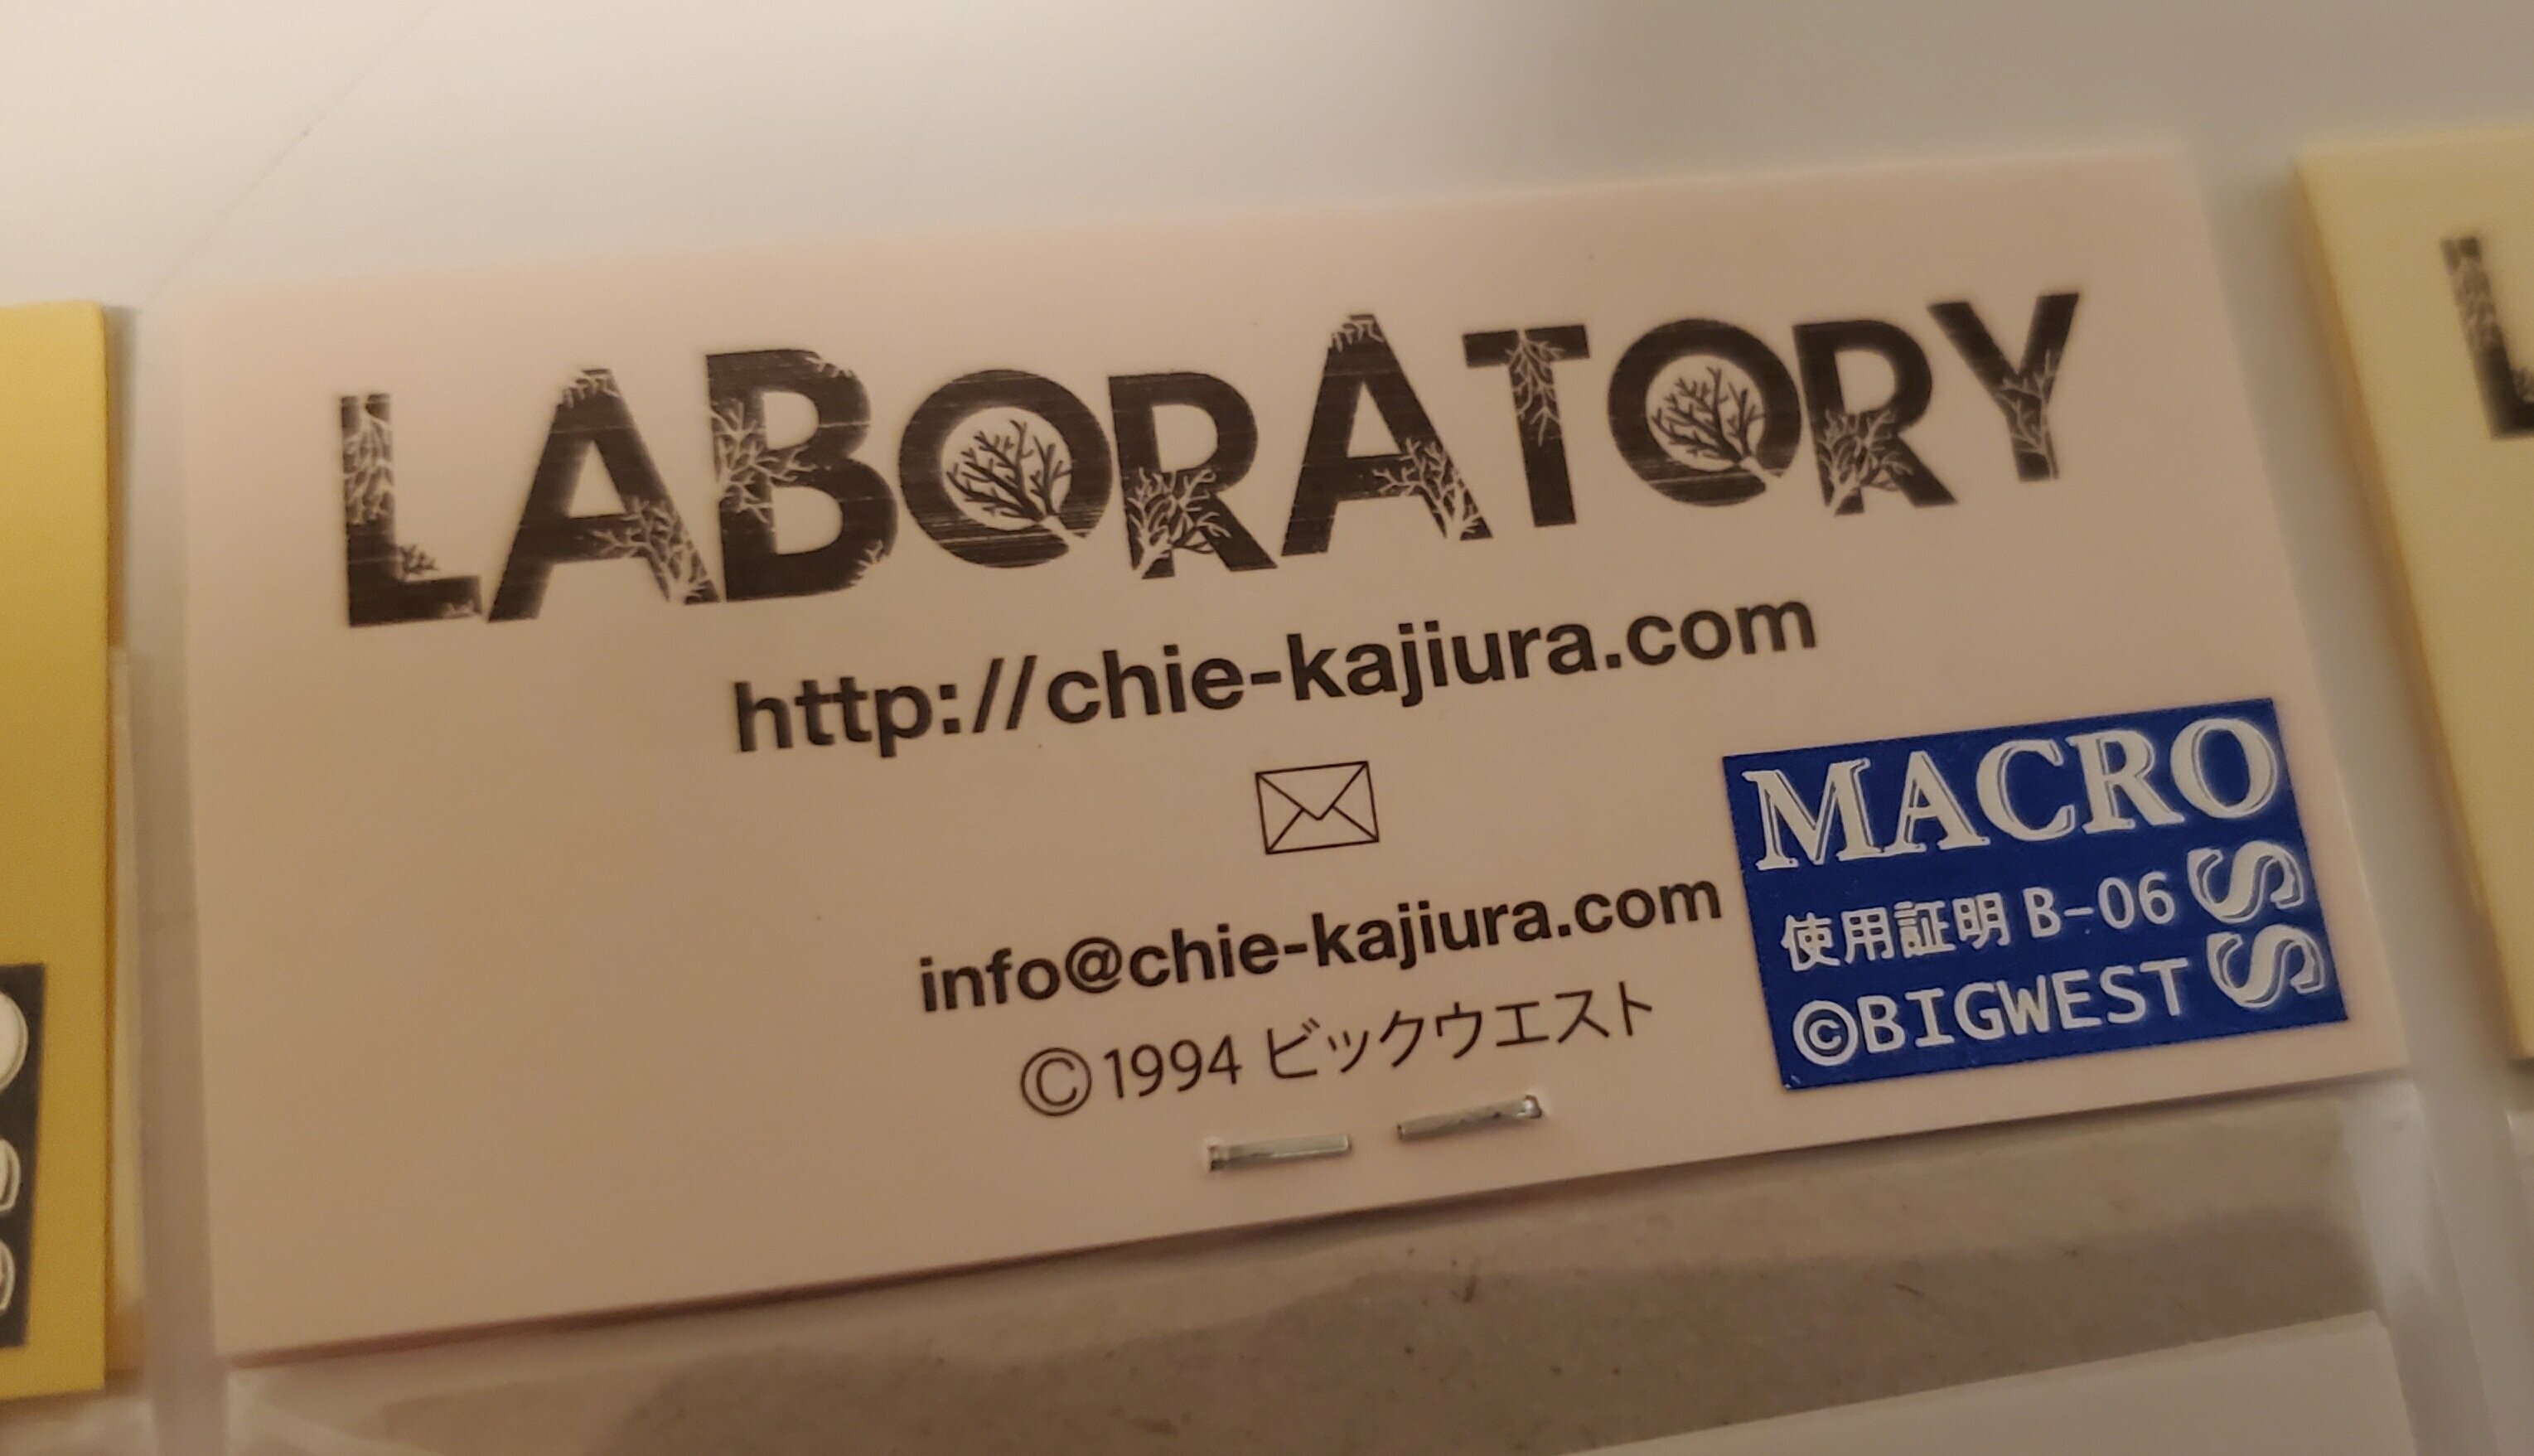 LABORATORY
http://chie-kajiura.com
info@chie-kajiura.com
©1994 ビックウエスト
MACROSS
使用証明 B-06
©BIGWEST
L